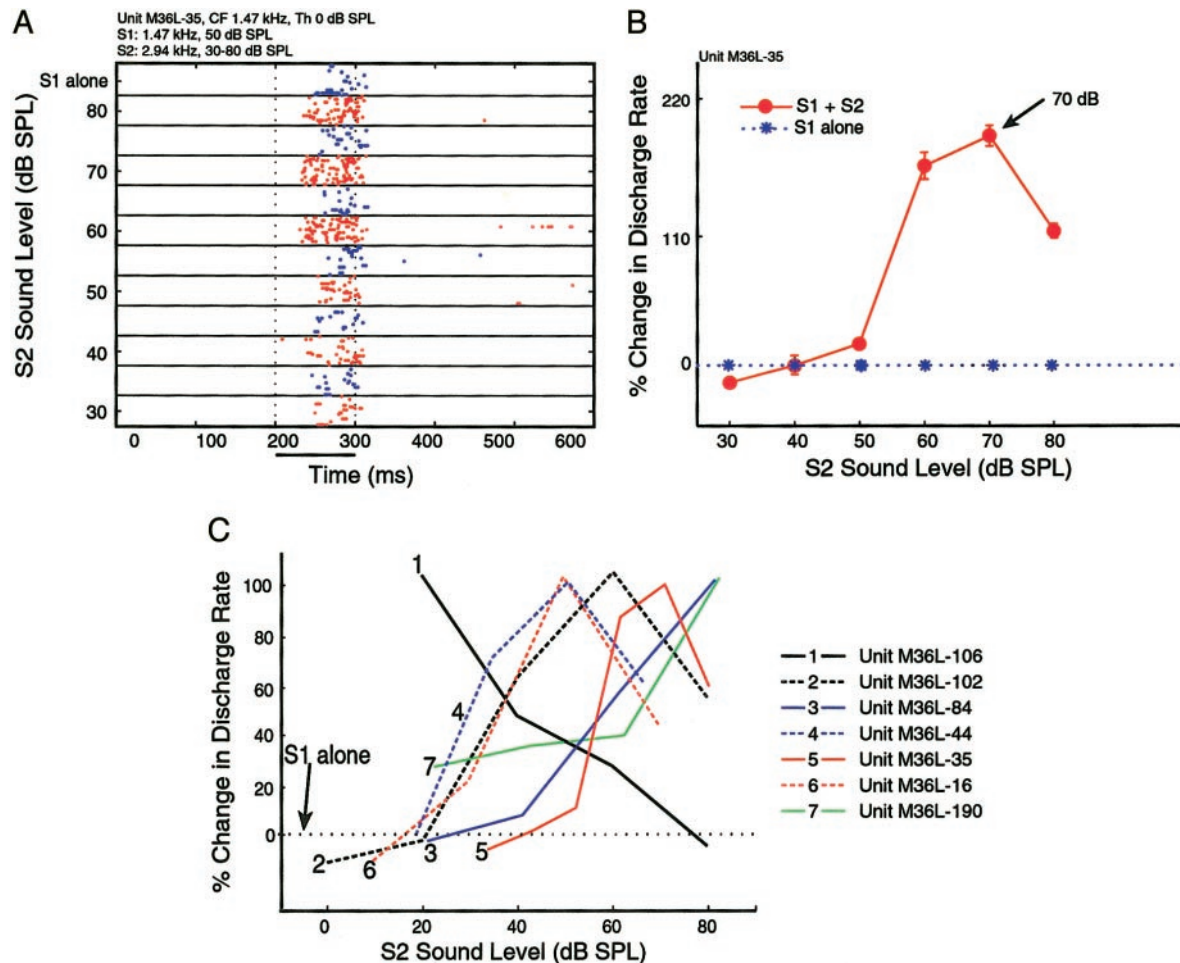 A
Unit M36L-35, CF 1.47 kHz, Th 0 dB SPL
S1: 1.47 kHz, 50 dB SPL
S2: 2.94 kHz, 30-80 dB SPL
S2 Sound Level (dB SPL)
S1 alone
80
70
60
50
40
30
0 100 200 300 400 500 600
Time (ms)
B
Unit M36L-35
% Change in Discharge Rate
220
110
0
S1 + S2
S1 alone
70 dB
30 40 50 60 70 80
S2 Sound Level (dB SPL)
C
% Change in Discharge Rate
100
80
60
40
20
0
S1 alone
1
2
3
4
5
6
7
0 20 40 60 80
S2 Sound Level (dB SPL)
1 Unit M36L-106
2 Unit M36L-102
3 Unit M36L-84
4 Unit M36L-44
5 Unit M36L-35
6 Unit M36L-16
7 Unit M36L-190